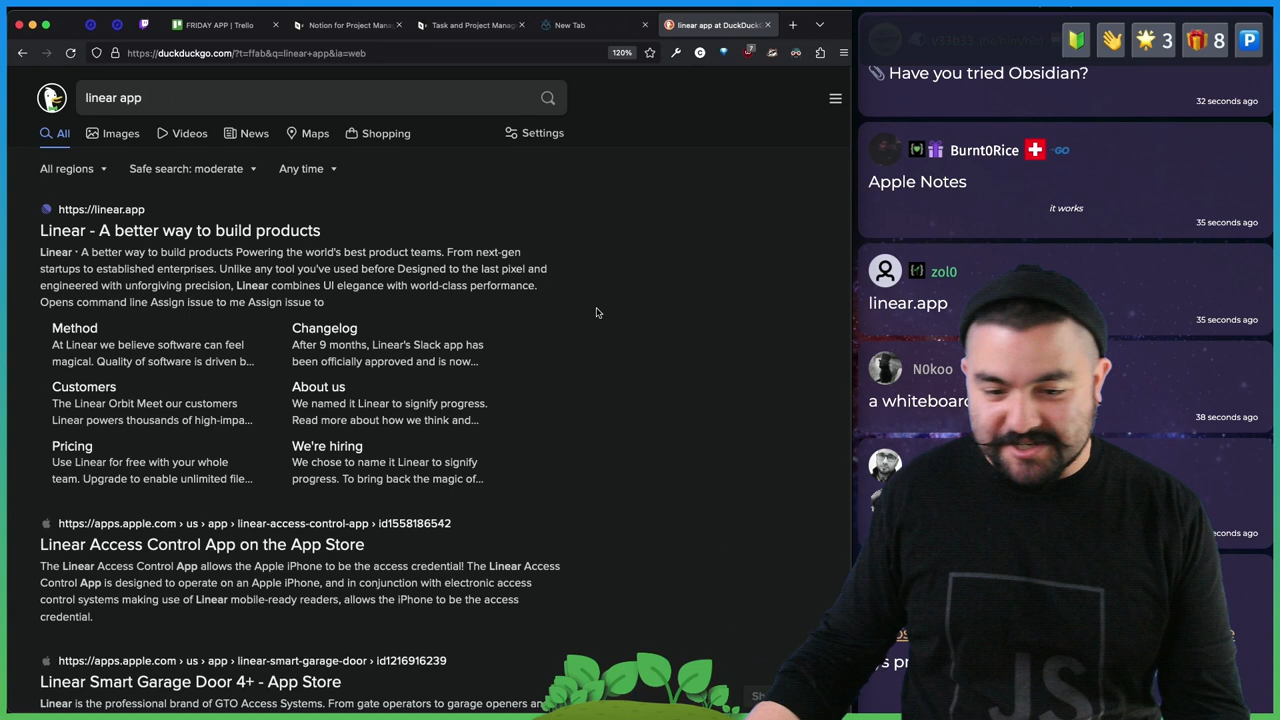 FRIDAY APP | Trello
Notion for Project Mana
Task and Project Manag
New Tab
linear app at DuckDuck
https://duckduckgo.com/?t=ffab&q=linear+app&ia=web
120%
linear app
All
Images
Videos
News
Maps
Shopping
Settings
All regions
Safe search: moderate
Any time
https://linear.app
Linear - A better way to build products
Linear · A better way to build products Powering the world's best product teams. From next-gen
startups to established enterprises. Unlike any tool you've used before Designed to the last pixel and
engineered with unforgiving precision, Linear combines UI elegance with world-class performance.
Opens command line Assign issue to me Assign issue to
Method
At Linear we believe software can feel
magical. Quality of software is driven b...
Changelog
After 9 months, Linear's Slack app has
been officially approved and is now...
Customers
The Linear Orbit Meet our customers
Linear powers thousands of high-impa...
About us
We named it Linear to signify progress.
Read more about how we think and...
Pricing
Use Linear for free with your whole
team. Upgrade to enable unlimited file...
We're hiring
We chose to name it Linear to signify
progress. To bring back the magic of...
https://apps.apple.com › us › app › linear-access-control-app › id1558186542
Linear Access Control App on the App Store
The Linear Access Control App allows the Apple iPhone to be the access credential! The Linear Access
Control App is designed to operate on an Apple iPhone, and in conjunction with electronic access
control systems making use of Linear mobile-ready readers, allows the iPhone to be the access
credential.
https://apps.apple.com › us › app › linear-smart-garage-door › id1216916239
Linear Smart Garage Door 4+ - App Store
Linear is the professional brand of GTO Access Systems. From gate operators to garage openers an
3
8
P
Have you tried Obsidian?
32 seconds ago
Burnt0Rice
GO
Apple Notes
it works
35 seconds ago
zol0
linear.app
35 seconds ago
N0koo
a whiteboard
38 seconds ago
seconds ago
JS